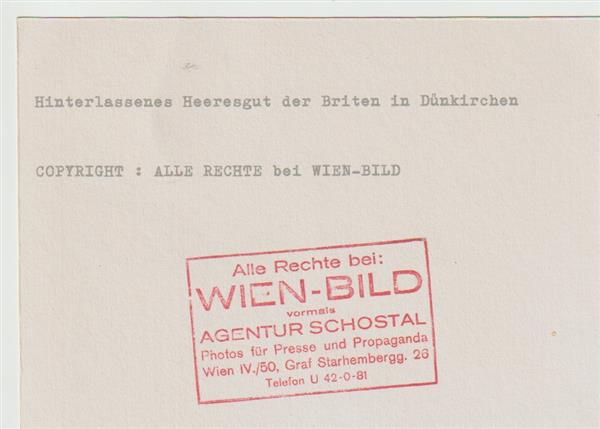 Hinterlassenes Heeresgut der Briten in Dünkirchen
COPYRIGHT : ALLE RECHTE bei WIEN-BILD
Alle Rechte bei:
WIEN-BILD
vormals
AGENTUR SCHOSTAL
Photos für Presse und Propaganda
Wien IV./50, Graf Starhembergg. 26
Telefon U 42-0-81